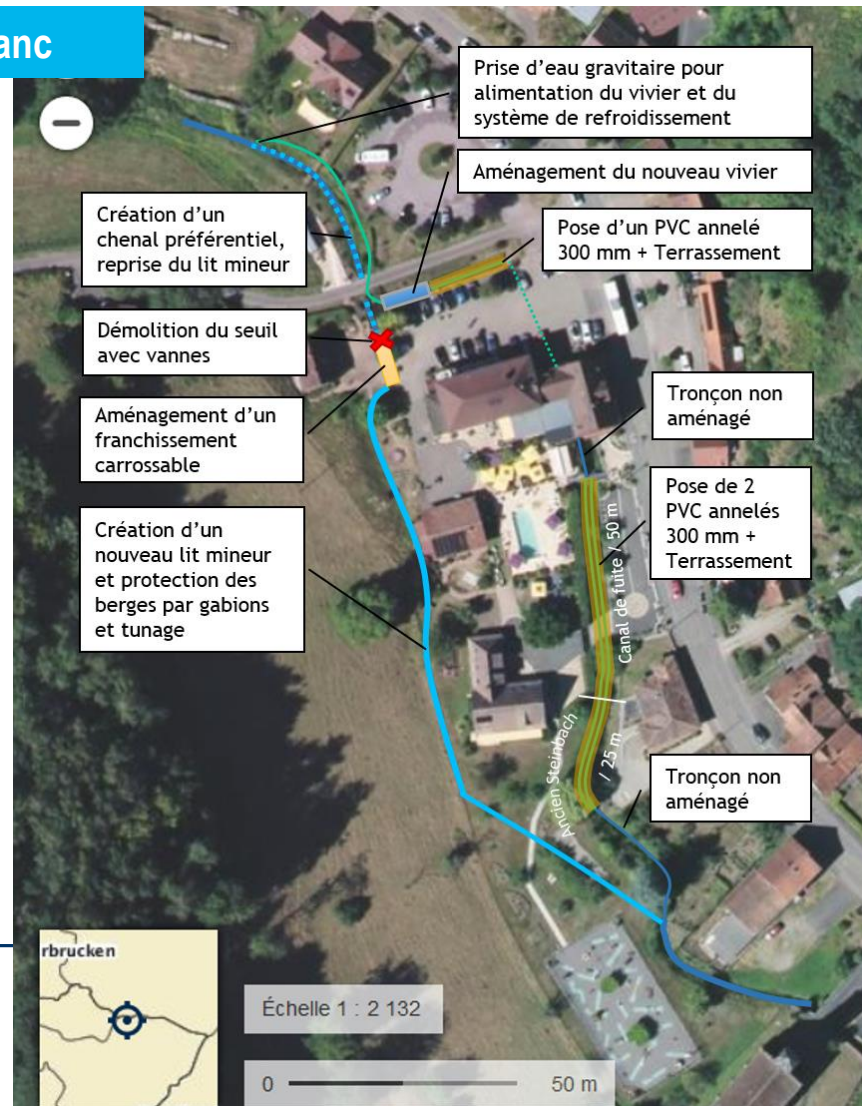 anc
Prise d'eau gravitaire pour
alimentation du vivier et du
système de refroidissement
Aménagement du nouveau vivier
Création d'un
chenal préférentiel,
reprise du lit mineur
Pose d'un PVC annelé
300 mm + Terrassement
Démolition du seuil
avec vannes
Tronçon non
aménagé
Aménagement d'un
franchissement
carrossable
Pose de 2
PVC annelés
300 mm +
Terrassement
Création d'un
nouveau lit mineur
et protection des
berges par gabions
et tunage
Canal de fuite / 50 m
Ancien Steinbach
/ 25 m
Tronçon non
aménagé
rbrucken
Échelle 1 : 2 132
0 50 m